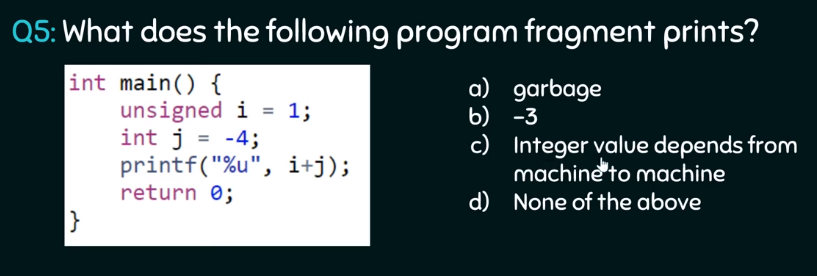 Q5: What does the following program fragment prints?
int main() {
unsigned i = 1;
int j = -4;
printf("%u", i+j);
return 0;
}
a) garbage
b) -3
c) Integer value depends from
machine to machine
d) None of the above